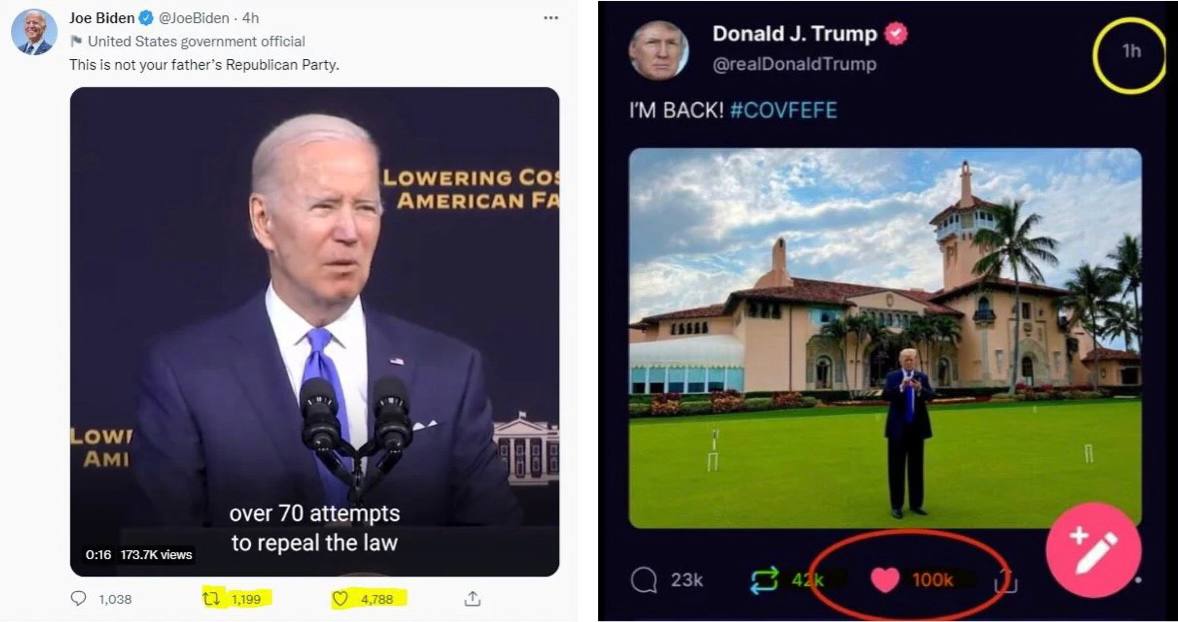 Joe Biden @JoeBiden · 4h
United States government official
This is not your father's Republican Party.
LOWERING COS
AMERICAN FA
LOWE
AMI
over 70 attempts
to repeal the law
0:16 173.7K views
1,038 1,199 4,788
Donald J. Trump
@realDonaldTrump
1h
I'M BACK! #COVFEFE
23k 42k 100k